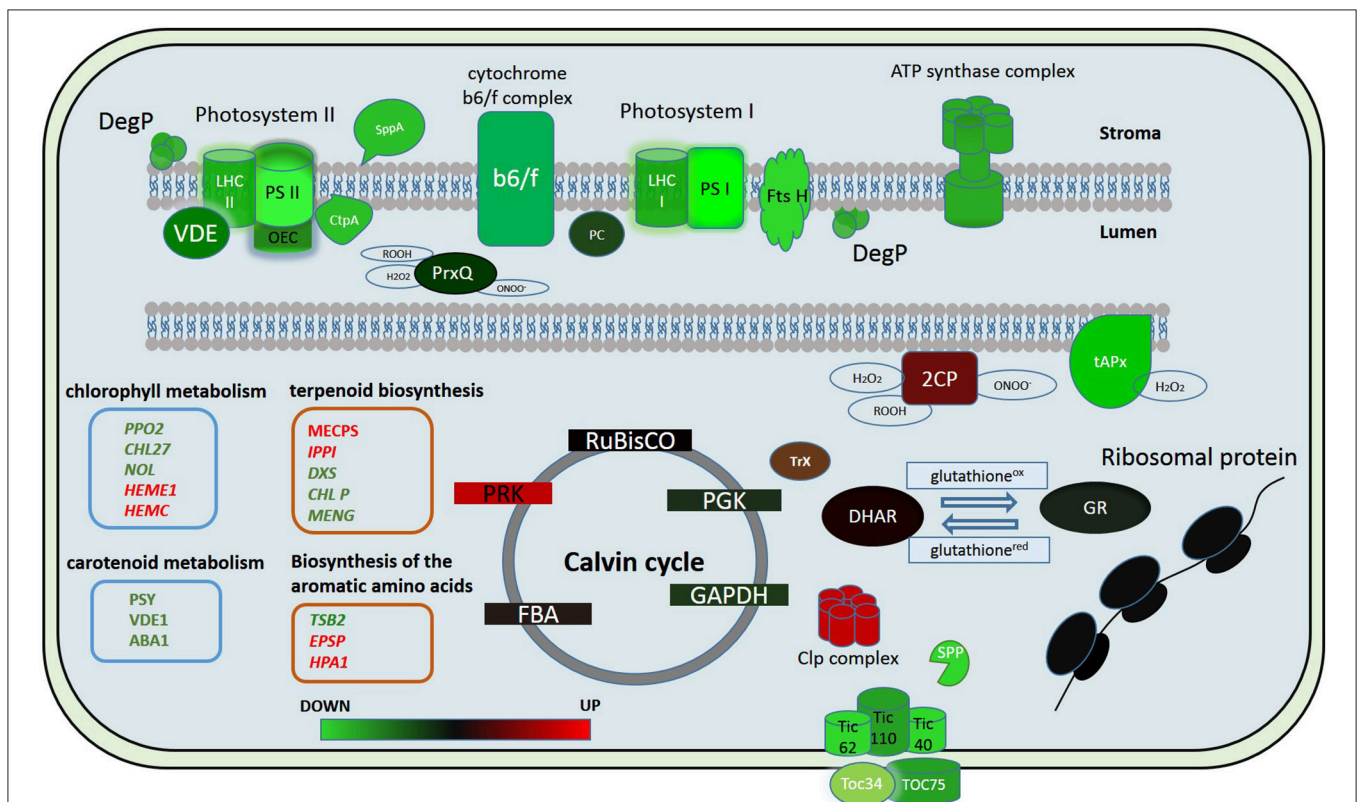 cytochrome
b6/f complex
ATP synthase complex
Photosystem II
Photosystem I
DegP
SppA
Stroma
LHC
II
PS II
b6/f
LHC
I
PS I
Fts H
VDE
CtpA
OEC
PC
DegP
Lumen
ROOH
H2O2
PrxQ
ONOO-
tAPx
H₂O₂
2CP
ONOO-
H₂O₂
ROOH
chlorophyll metabolism
PPO2
CHL27
NOL
HEME1
HEMC
terpenoid biosynthesis
MECPS
IPPI
DXS
CHL P
MENG
carotenoid metabolism
PSY
VDE1
ABA1
Biosynthesis of the
aromatic amino acids
TSB2
EPSP
HPA1
RuBisCO
PRK
PGK
Calvin cycle
GAPDH
FBA
TrX
glutathioneᵒˣ
DHAR
GR
glutathioneʳᵉᵈ
Ribosomal protein
Clp complex
SPP
DOWN
UP
Tic
62
Tic
110
Tic
40
Toc34
TOC75